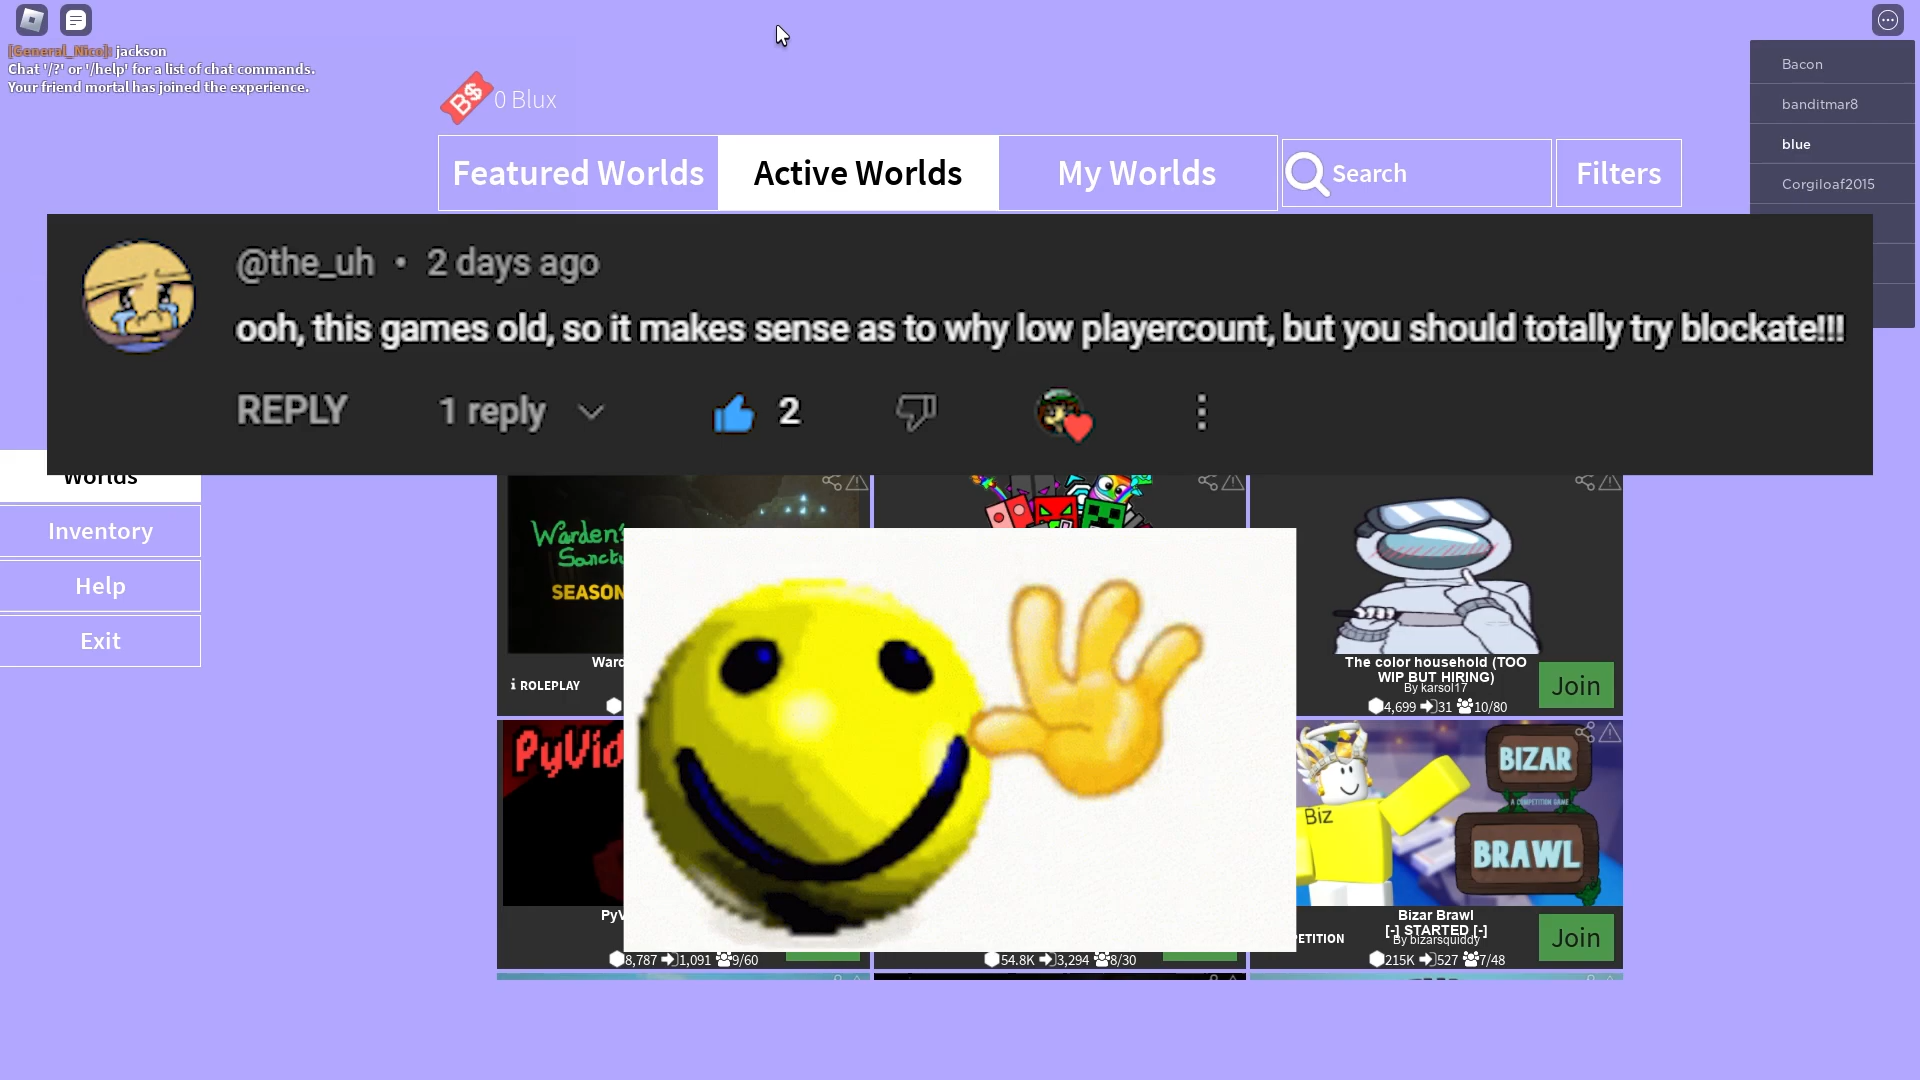 [General_Nico]: jackson
Chat '/?' or '/help' for a list of chat commands.
Your friend mortal has joined the experience.
B$ 0 Blux
Featured Worlds
Active Worlds
My Worlds
Search
Filters
Bacon
banditmar8
blue
Corgiloaf2015
@the_uh • 2 days ago
ooh, this games old, so it makes sense as to why low playercount, but you should totally try blockate!!!
REPLY 1 reply 2
Worlds
Inventory
Help
Exit
SEASON
ROLEPLAY
The color household (TOO
WIP BUT HIRING)
By karsol17
4,699 31 10/80
Join
8,787 1,091 9/60
54.8K 3,294 8/30
Biz
BIZAR
A COMPETITION GAME
BRAWL
Bizar Brawl
[-] STARTED [-]
By bizarsquiddy
215K 527 7/48
Join